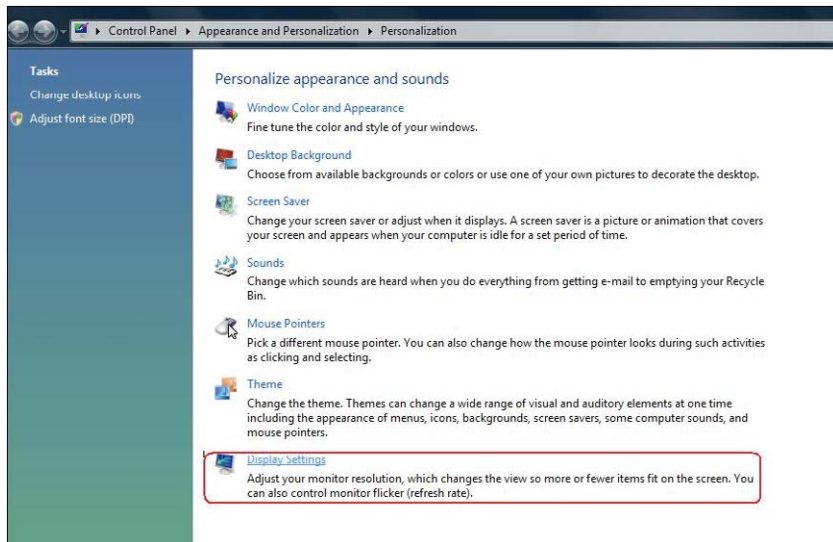 Control Panel ▸ Appearance and Personalization ▸ Personalization
Tasks
Change desktop icons
Adjust font size (DPI)
Personalize appearance and sounds
Window Color and Appearance
Fine tune the color and style of your windows.
Desktop Background
Choose from available backgrounds or colors or use one of your own pictures to decorate the desktop.
Screen Saver
Change your screen saver or adjust when it displays. A screen saver is a picture or animation that covers
your screen and appears when your computer is idle for a set period of time.
Sounds
Change which sounds are heard when you do everything from getting e-mail to emptying your Recycle
Bin.
Mouse Pointers
Pick a different mouse pointer. You can also change how the mouse pointer looks during such activities
as clicking and selecting.
Theme
Change the theme. Themes can change a wide range of visual and auditory elements at one time
including the appearance of menus, icons, backgrounds, screen savers, some computer sounds, and
mouse pointers.
Display Settings
Adjust your monitor resolution, which changes the view so more or fewer items fit on the screen. You
can also control monitor flicker (refresh rate).